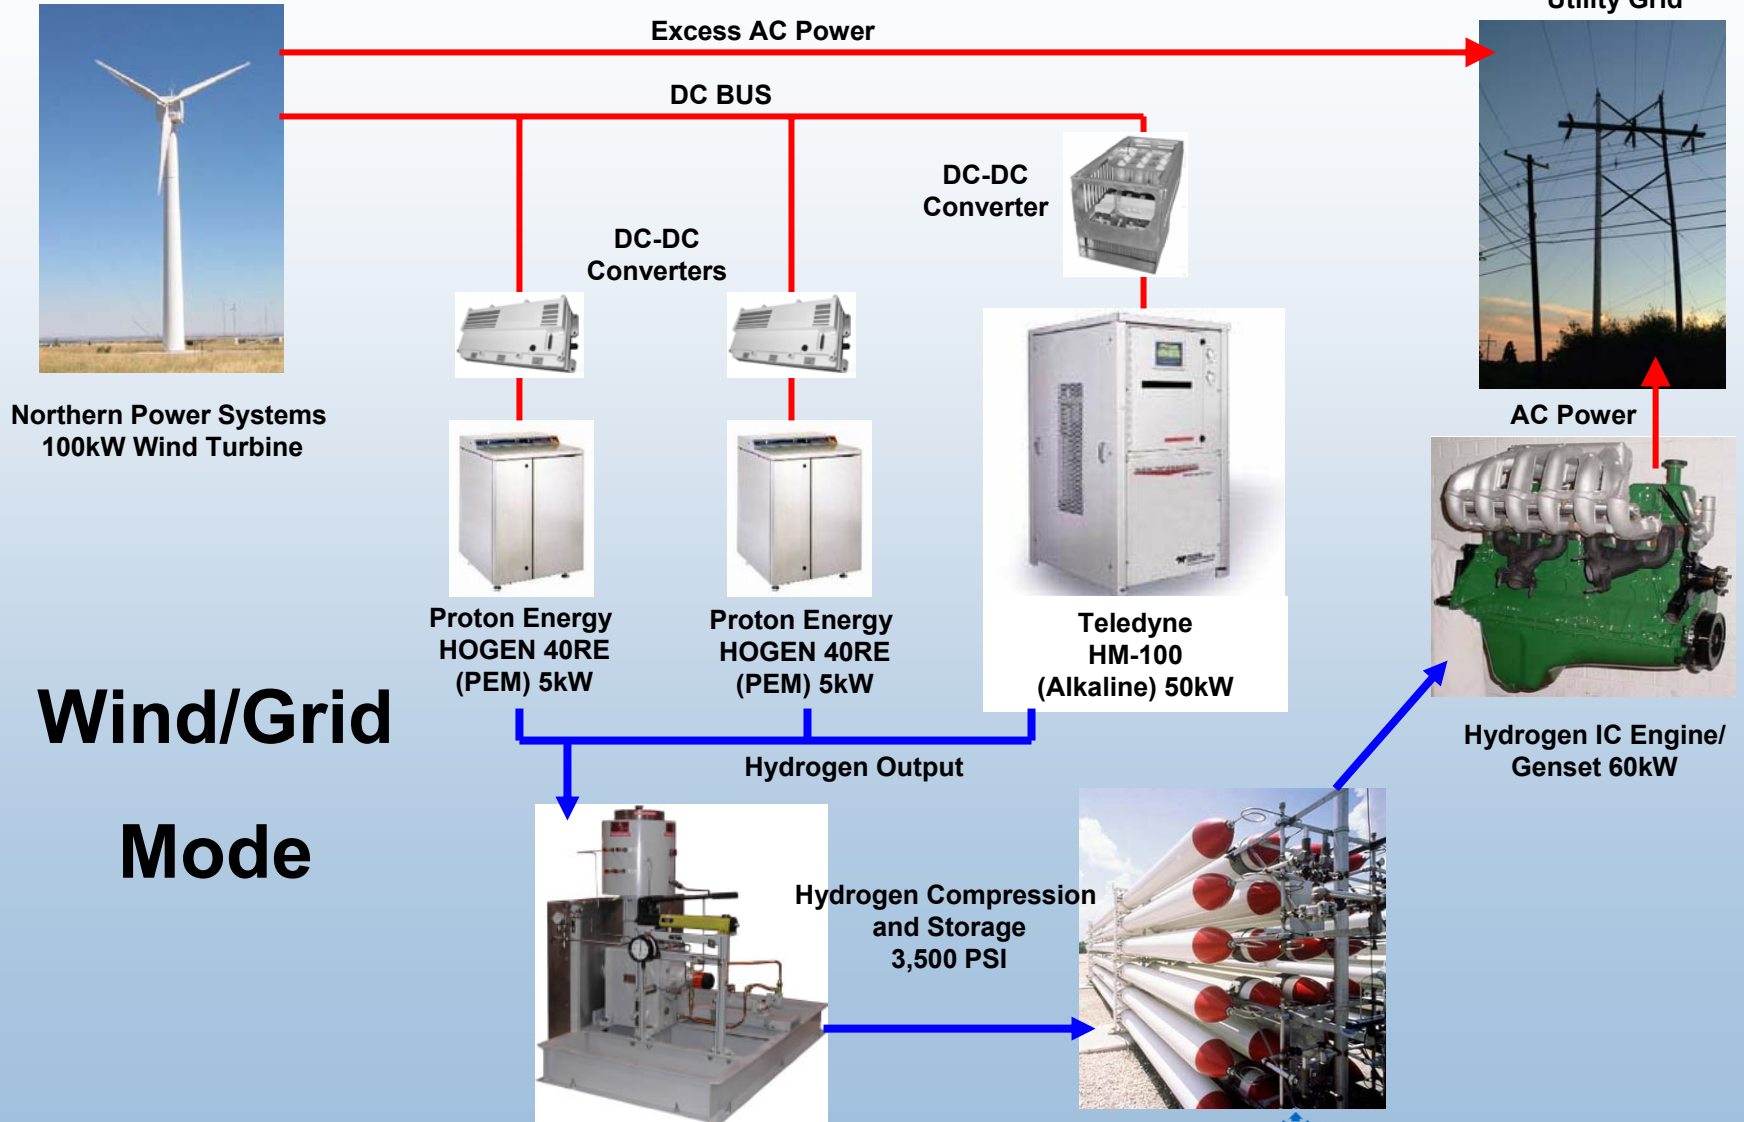 Utility Grid
Excess AC Power
DC BUS
DC-DC
Converter
DC-DC
Converters
Northern Power Systems
100kW Wind Turbine
AC Power
Proton Energy
HOGEN 40RE
(PEM) 5kW
Proton Energy
HOGEN 40RE
(PEM) 5kW
Teledyne
HM-100
(Alkaline) 50kW
Wind/Grid
Mode
Hydrogen Output
Hydrogen IC Engine/
Genset 60kW
Hydrogen Compression
and Storage
3,500 PSI